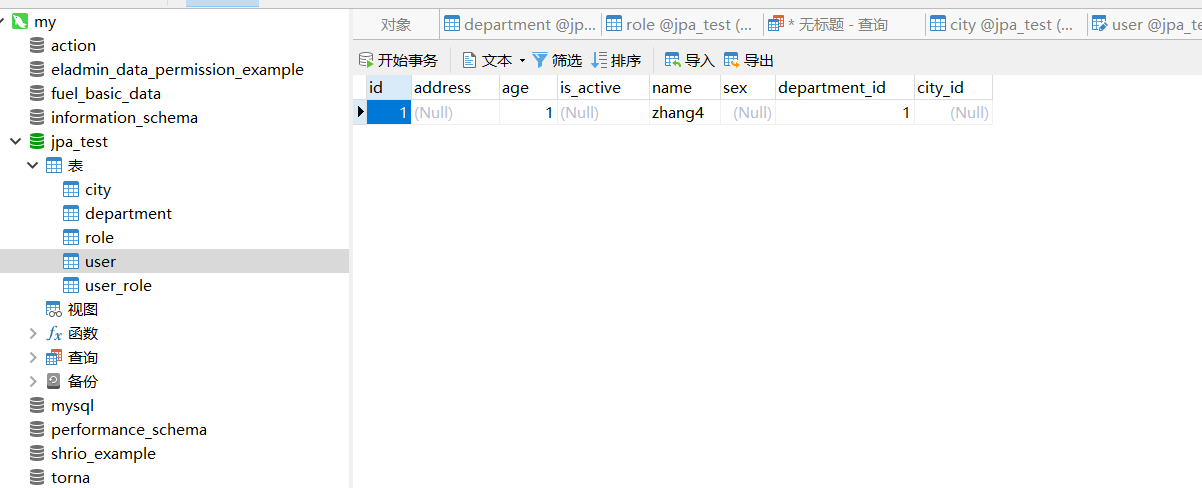 my
action
eladmin_data_permission_example
fuel_basic_data
information_schema
jpa_test
表
city
department
role
user
user_role
视图
fx 函数
查询
备份
mysql
performance_schema
shrio_example
torna
对象 department @jp... role @jpa_test (... * 无标题 - 查询 city @jpa_test (... user @jpa_te
开始事务 文本 筛选 排序 导入 导出
id address age is_active name sex department_id city_id
1 (Null) 1 (Null) zhang4 (Null) 1 (Null)